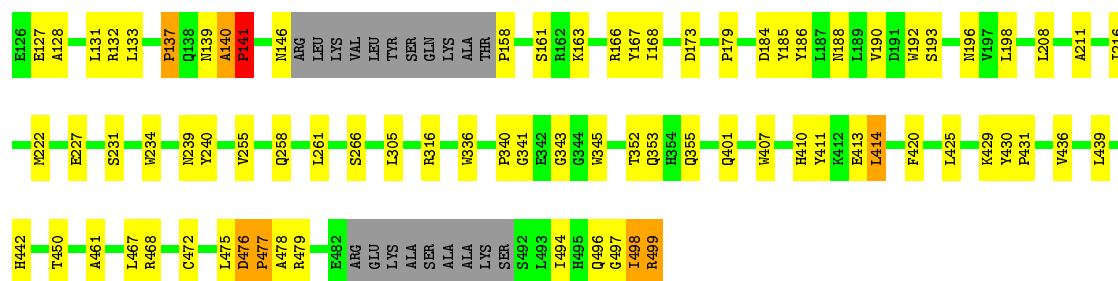 E126 E127 A128 L131 R132 L133 P137 Q138 N139 A140 P141 N146 ARG LEU LYS VAL LEU TYR SER GLN LYS ALA THR P158 S161 R162 K163 R166 Y167 I168 D173 P179 D184 Y185 Y186 L187 N188 L189 V190 D191 W192 S193 N196 V197 L198 L208 A211
M222 E227 S231 W234 N239 Y240 V255 Q258 L261 S266 L305 R316 W336 P340 G341 E342 G343 G344 W345 T352 Q353 H354 Q355 Q401 W407 H410 Y411 K412 E413 L414 F420 L425 K429 Y430 P431 V436 L439
H442 T450 A461 L467 R468 C472 L475 D476 P477 A478 R479 E482 ARG GLU LYS ALA SER ALA ALA LYS SER S492 L493 I494 H495 Q496 G497 I498 R499